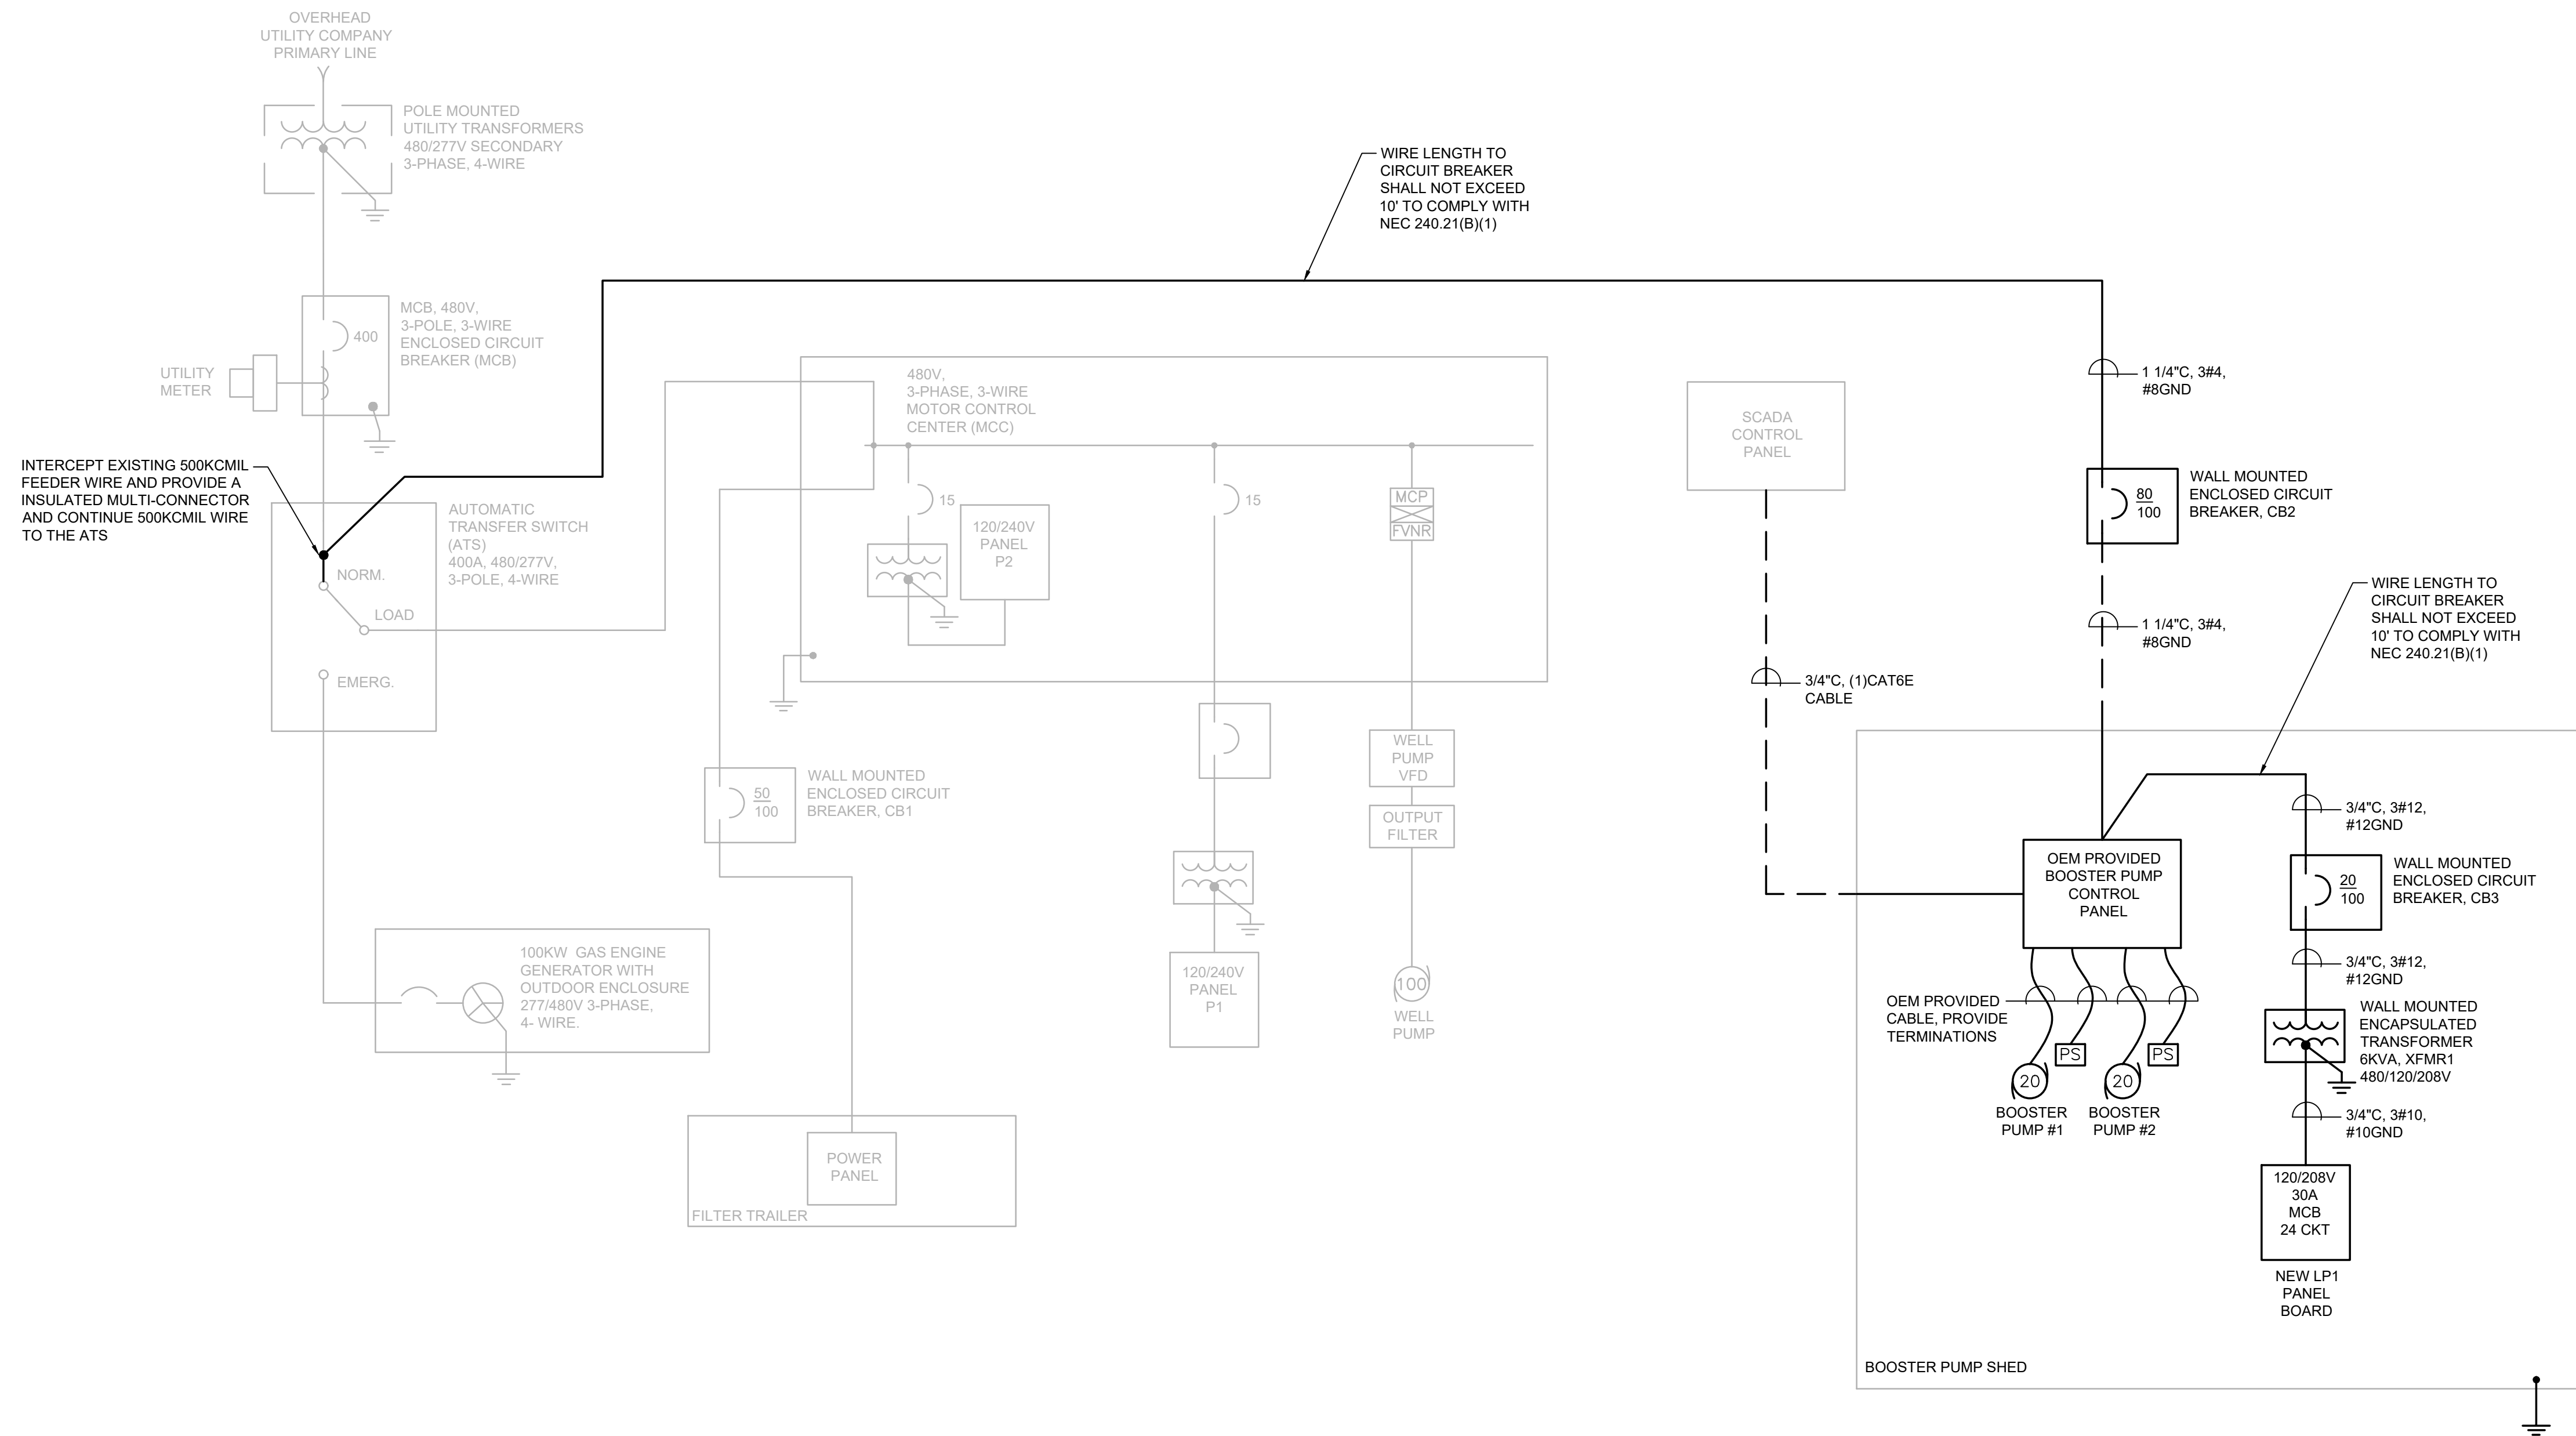 OVERHEAD
UTILITY COMPANY
PRIMARY LINE
POLE MOUNTED
UTILITY TRANSFORMERS
480/277V SECONDARY
3-PHASE, 4-WIRE
WIRE LENGTH TO
CIRCUIT BREAKER
SHALL NOT EXCEED
10' TO COMPLY WITH
NEC 240.21(B)(1)
400
MCB, 480V,
3-POLE, 3-WIRE
ENCLOSED CIRCUIT
BREAKER (MCB)
UTILITY
METER
INTERCEPT EXISTING 500KCMIL
FEEDER WIRE AND PROVIDE A
INSULATED MULTI-CONNECTOR
AND CONTINUE 500KCMIL WIRE
TO THE ATS
AUTOMATIC
TRANSFER SWITCH
(ATS)
400A, 480/277V,
3-POLE, 4-WIRE
NORM.
LOAD
EMERG.
480V,
3-PHASE, 3-WIRE
MOTOR CONTROL
CENTER (MCC)
15
120/240V
PANEL
P2
15
MCP
FVNR
SCADA
CONTROL
PANEL
1 1/4"C, 3#4,
#8GND
80
100
WALL MOUNTED
ENCLOSED CIRCUIT
BREAKER, CB2
1 1/4"C, 3#4,
#8GND
WIRE LENGTH TO
CIRCUIT BREAKER
SHALL NOT EXCEED
10' TO COMPLY WITH
NEC 240.21(B)(1)
3/4"C, (1)CAT6E
CABLE
50
100
WALL MOUNTED
ENCLOSED CIRCUIT
BREAKER, CB1
WELL
PUMP
VFD
OUTPUT
FILTER
100
WELL
PUMP
120/240V
PANEL
P1
100KW  GAS ENGINE
GENERATOR WITH
OUTDOOR ENCLOSURE
277/480V 3-PHASE,
4- WIRE.
POWER
PANEL
FILTER TRAILER
OEM PROVIDED
BOOSTER PUMP
CONTROL
PANEL
3/4"C, 3#12,
#12GND
20
100
WALL MOUNTED
ENCLOSED CIRCUIT
BREAKER, CB3
3/4"C, 3#12,
#12GND
OEM PROVIDED
CABLE, PROVIDE
TERMINATIONS
PS
PS
20
20
BOOSTER
PUMP #1
BOOSTER
PUMP #2
WALL MOUNTED
ENCAPSULATED
TRANSFORMER
6KVA, XFMR1
480/120/208V
3/4"C, 3#10,
#10GND
120/208V
30A
MCB
24 CKT
NEW LP1
PANEL
BOARD
BOOSTER PUMP SHED